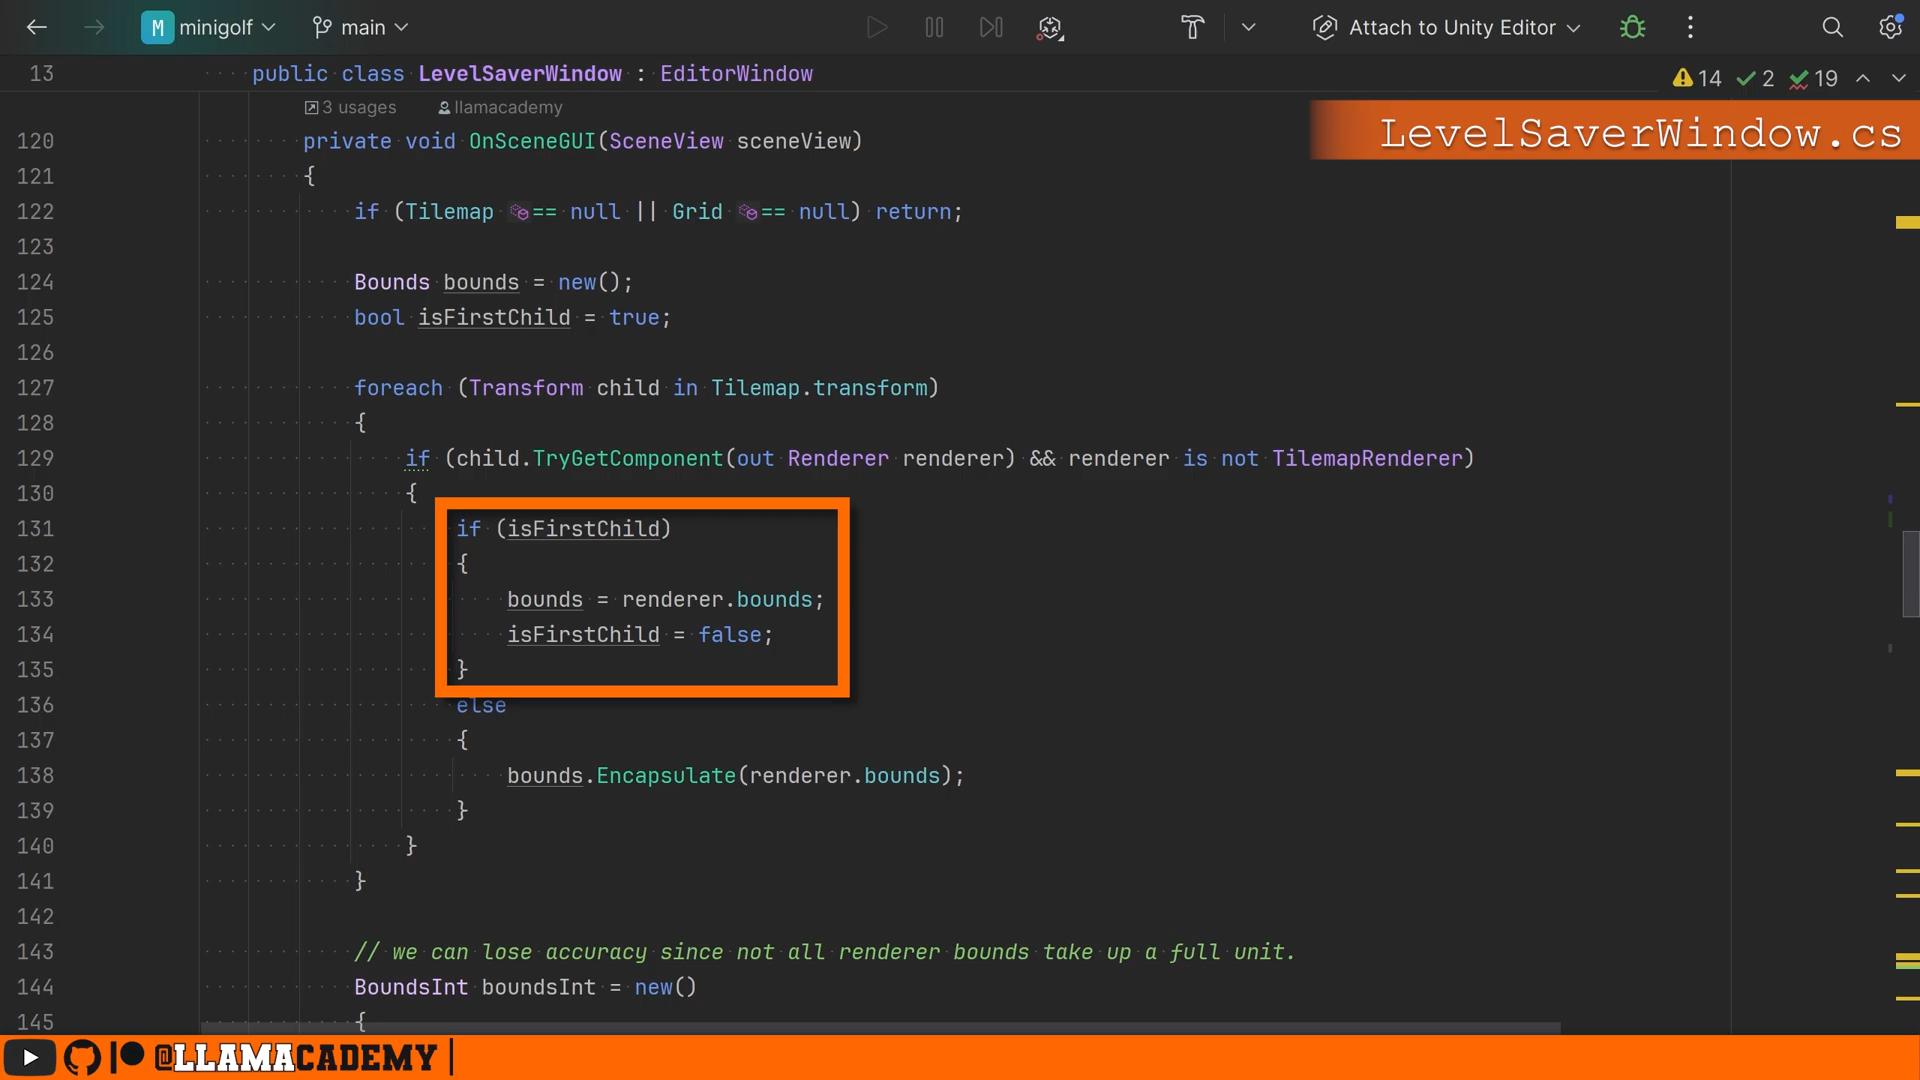 M minigolf main Attach to Unity Editor
13 public class LevelSaverWindow : EditorWindow
14 2 19
3 usages llamacademy
LevelSaverWindow.cs
120 private void OnSceneGUI(SceneView sceneView)
121 {
122 if (Tilemap == null || Grid == null) return;
123
124 Bounds bounds = new();
125 bool isFirstChild = true;
126
127 foreach (Transform child in Tilemap.transform)
128 {
129 if (child.TryGetComponent(out Renderer renderer) && renderer is not TilemapRenderer)
130 {
131 if (isFirstChild)
132 {
133 bounds = renderer.bounds;
134 isFirstChild = false;
135 }
136 else
137 {
138 bounds.Encapsulate(renderer.bounds);
139 }
140 }
141 }
142
143 // we can lose accuracy since not all renderer bounds take up a full unit.
144 BoundsInt boundsInt = new()
145 {
@LLAMACADEMY |